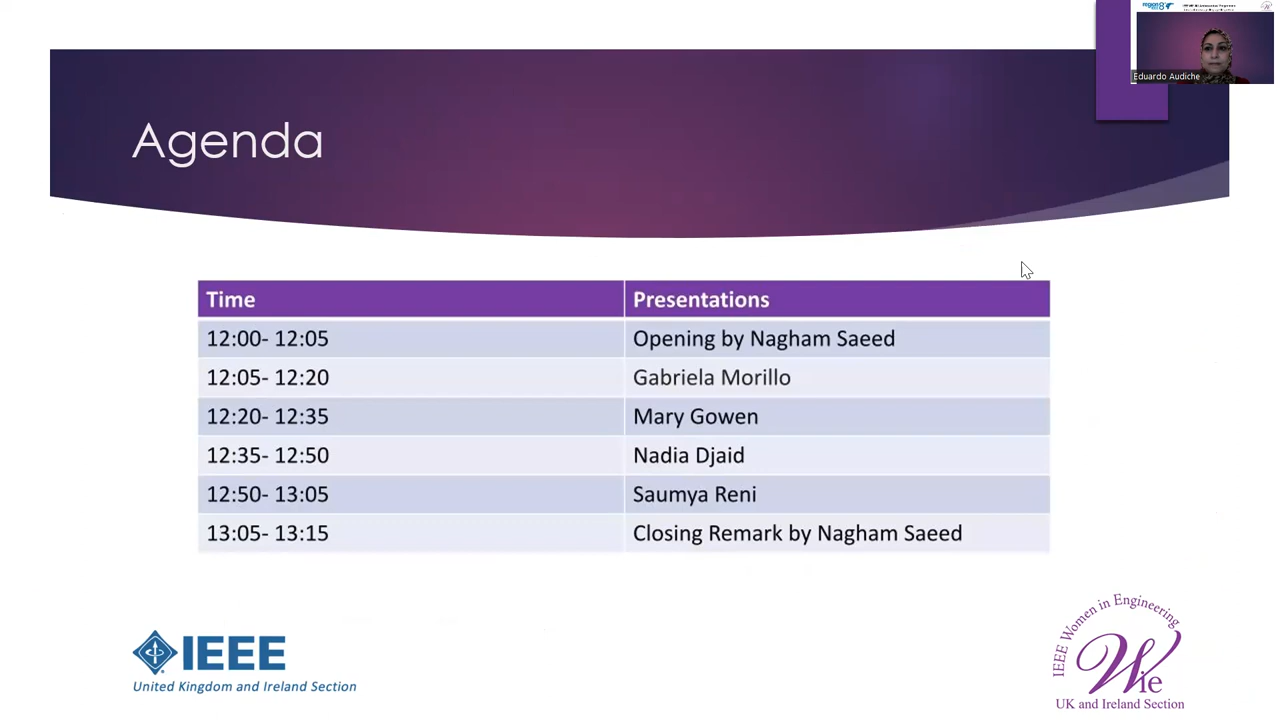 region 8
Eduardo Audiche
Agenda
Time Presentations
12:00- 12:05 Opening by Nagham Saeed
12:05- 12:20 Gabriela Morillo
12:20- 12:35 Mary Gowen
12:35- 12:50 Nadia Djaid
12:50- 13:05 Saumya Reni
13:05- 13:15 Closing Remark by Nagham Saeed
IEEE
United Kingdom and Ireland Section
IEEE Women in Engineering
Wie
UK and Ireland Section